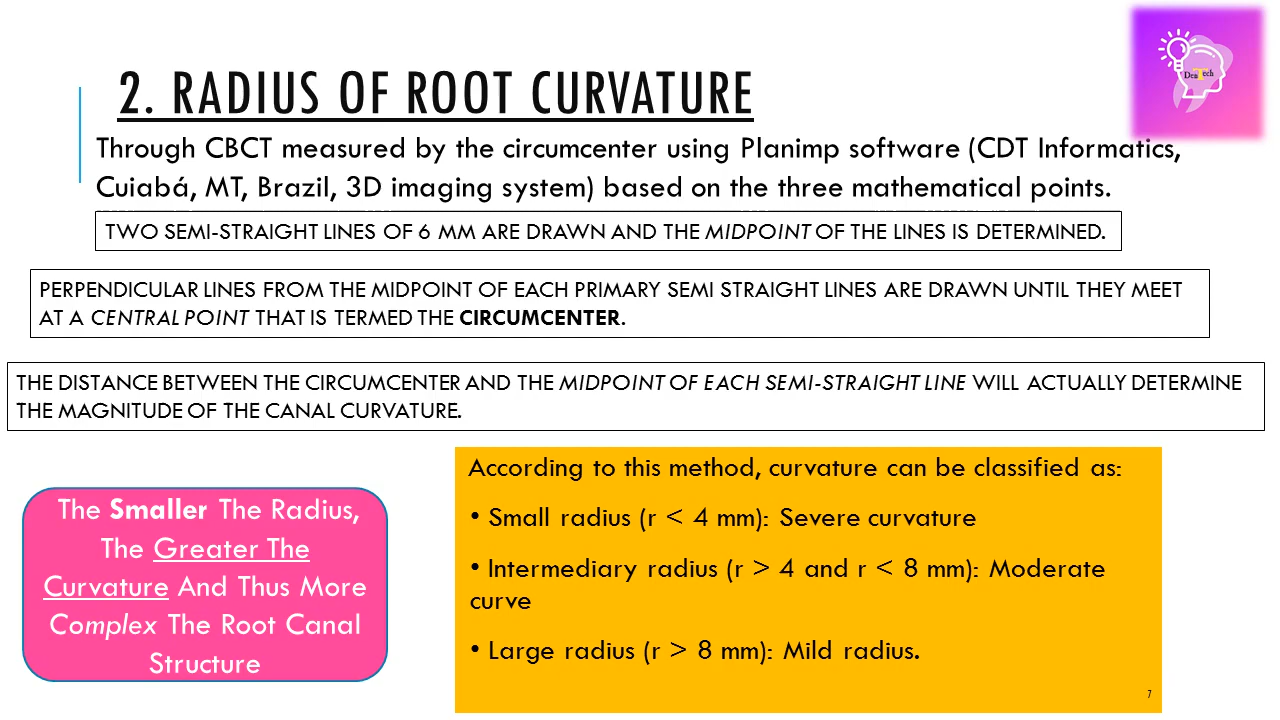 2. RADIUS OF ROOT CURVATURE
DenTech
Through CBCT measured by the circumcenter using Planimp software (CDT Informatics,
Cuiabá, MT, Brazil, 3D imaging system) based on the three mathematical points.
TWO SEMI-STRAIGHT LINES OF 6 MM ARE DRAWN AND THE MIDPOINT OF THE LINES IS DETERMINED.
PERPENDICULAR LINES FROM THE MIDPOINT OF EACH PRIMARY SEMI STRAIGHT LINES ARE DRAWN UNTIL THEY MEET
AT A CENTRAL POINT THAT IS TERMED THE CIRCUMCENTER.
THE DISTANCE BETWEEN THE CIRCUMCENTER AND THE MIDPOINT OF EACH SEMI-STRAIGHT LINE WILL ACTUALLY DETERMINE
THE MAGNITUDE OF THE CANAL CURVATURE.
The Smaller The Radius,
The Greater The
Curvature And Thus More
Complex The Root Canal
Structure
According to this method, curvature can be classified as:
• Small radius (r < 4 mm): Severe curvature
• Intermediary radius (r > 4 and r < 8 mm): Moderate
curve
• Large radius (r > 8 mm): Mild radius.
7